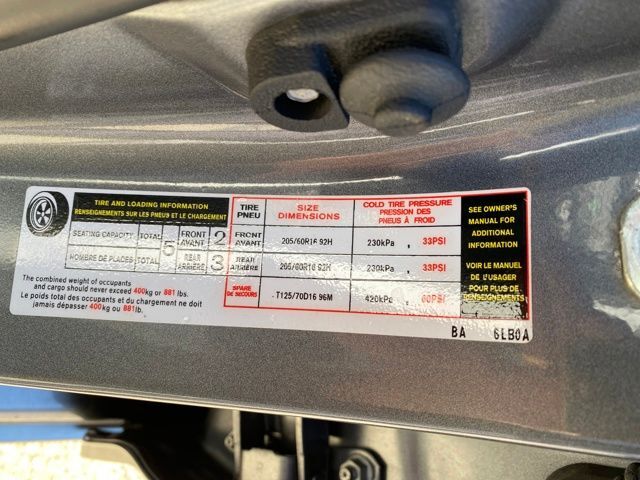 TIRE AND LOADING INFORMATION
RENSEIGNEMENTS SUR LES PNEUS ET LE CHARGEMENT
SEATING CAPACITY TOTAL 5 FRONT AVANT 2
NOMBRE DE PLACES TOTAL REAR ARRIÈRE 3
The combined weight of occupants
and cargo should never exceed 400kg or 881 lbs.
Le poids total des occupants et du chargement ne doit
jamais dépasser 400kg ou 881lb.
TIRE PNEU SIZE DIMENSIONS COLD TIRE PRESSURE PRESSION DES PNEUS À FROID
FRONT AVANT 205/60R16 92H 230kPa , 33PSI
REAR ARRIÈRE 205/60R16 92H 230kPa , 33PSI
SPARE DE SECOURS T125/70D16 96M 420kPa , 60PSI
SEE OWNER'S
MANUAL FOR
ADDITIONAL
INFORMATION
VOIR LE MANUEL
DE L'USAGER
POUR PLUS DE
RENSEIGNEMENTS
BA 6LB0A